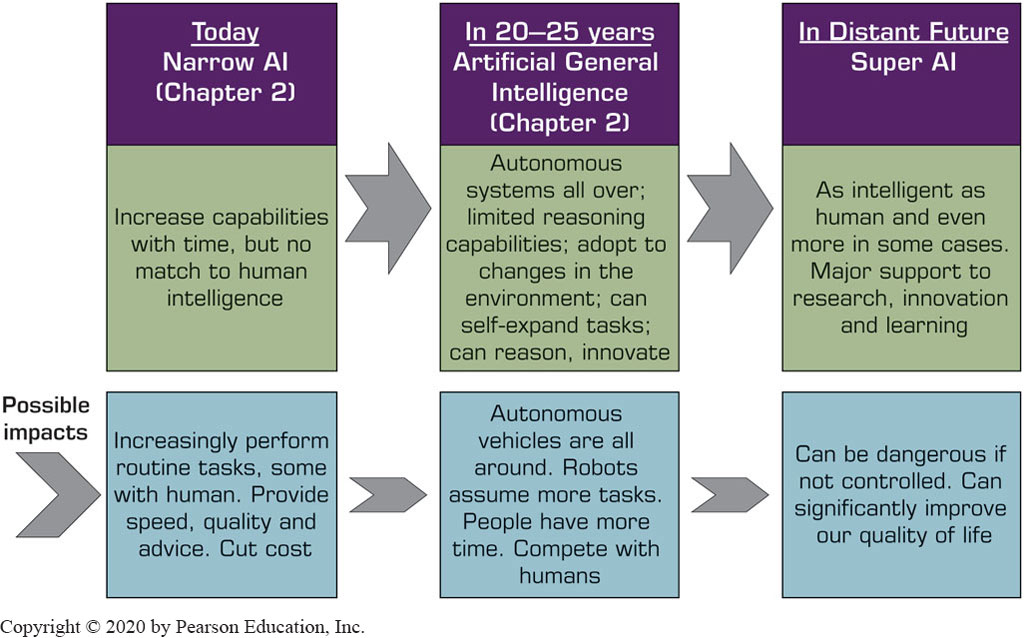 Today
Narrow AI
(Chapter 2)
In 20–25 years
Artificial General
Intelligence
(Chapter 2)
In Distant Future
Super AI
Increase capabilities
with time, but no
match to human
intelligence
Autonomous
systems all over;
limited reasoning
capabilities; adopt to
changes in the
environment; can
self-expand tasks;
can reason, innovate
As intelligent as
human and even
more in some cases.
Major support to
research, innovation
and learning
Possible
impacts
Increasingly perform
routine tasks, some
with human. Provide
speed, quality and
advice. Cut cost
Autonomous
vehicles are all
around. Robots
assume more tasks.
People have more
time. Compete with
humans
Can be dangerous if
not controlled. Can
significantly improve
our quality of life
Copyright © 2020 by Pearson Education, Inc.